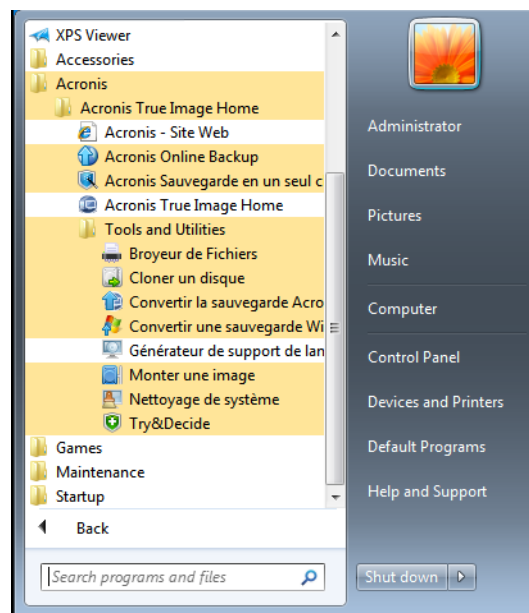 XPS Viewer
Accessories
Acronis
Acronis True Image Home
Acronis - Site Web
Acronis Online Backup
Acronis Sauvegarde en un seul c
Acronis True Image Home
Tools and Utilities
Broyeur de Fichiers
Cloner un disque
Convertir la sauvegarde Acro
Convertir une sauvegarde Wi
Générateur de support de lan
Monter une image
Nettoyage de système
Try&Decide
Games
Maintenance
Startup
Back
Search programs and files
Administrator
Documents
Pictures
Music
Computer
Control Panel
Devices and Printers
Default Programs
Help and Support
Shut down